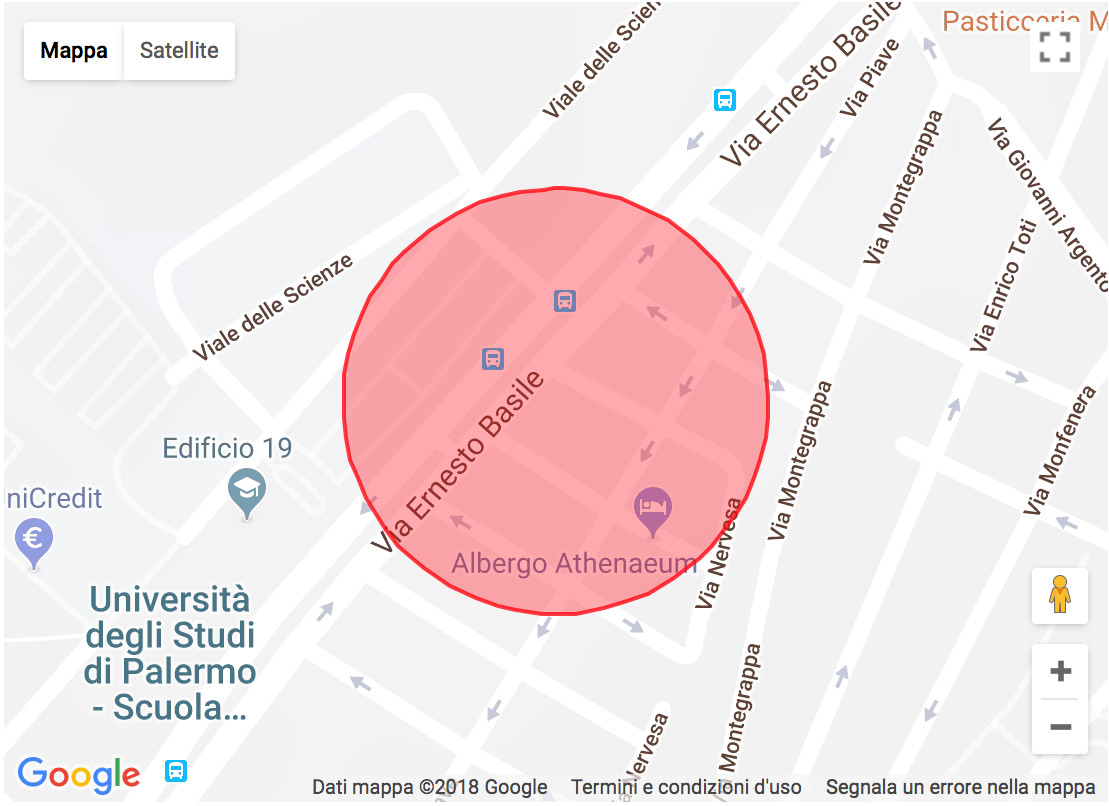 Mappa
Satellite
Pasticceria M
Viale delle Scien
Via Ernesto Basile
Via Piave
Via Montegrappa
Via Giovanni Argento
Via Enrico Toti
Viale delle Scienze
Via Ernesto Basile
Via Montegrappa
Via Monfenera
Edificio 19
niCredit
€
Albergo Athenaeum
Via Nervesa
Università
degli Studi
di Palermo
- Scuola...
Montegrappa
Nervesa
+
−
Google
Dati mappa ©2018 Google
Termini e condizioni d'uso
Segnala un errore nella mappa